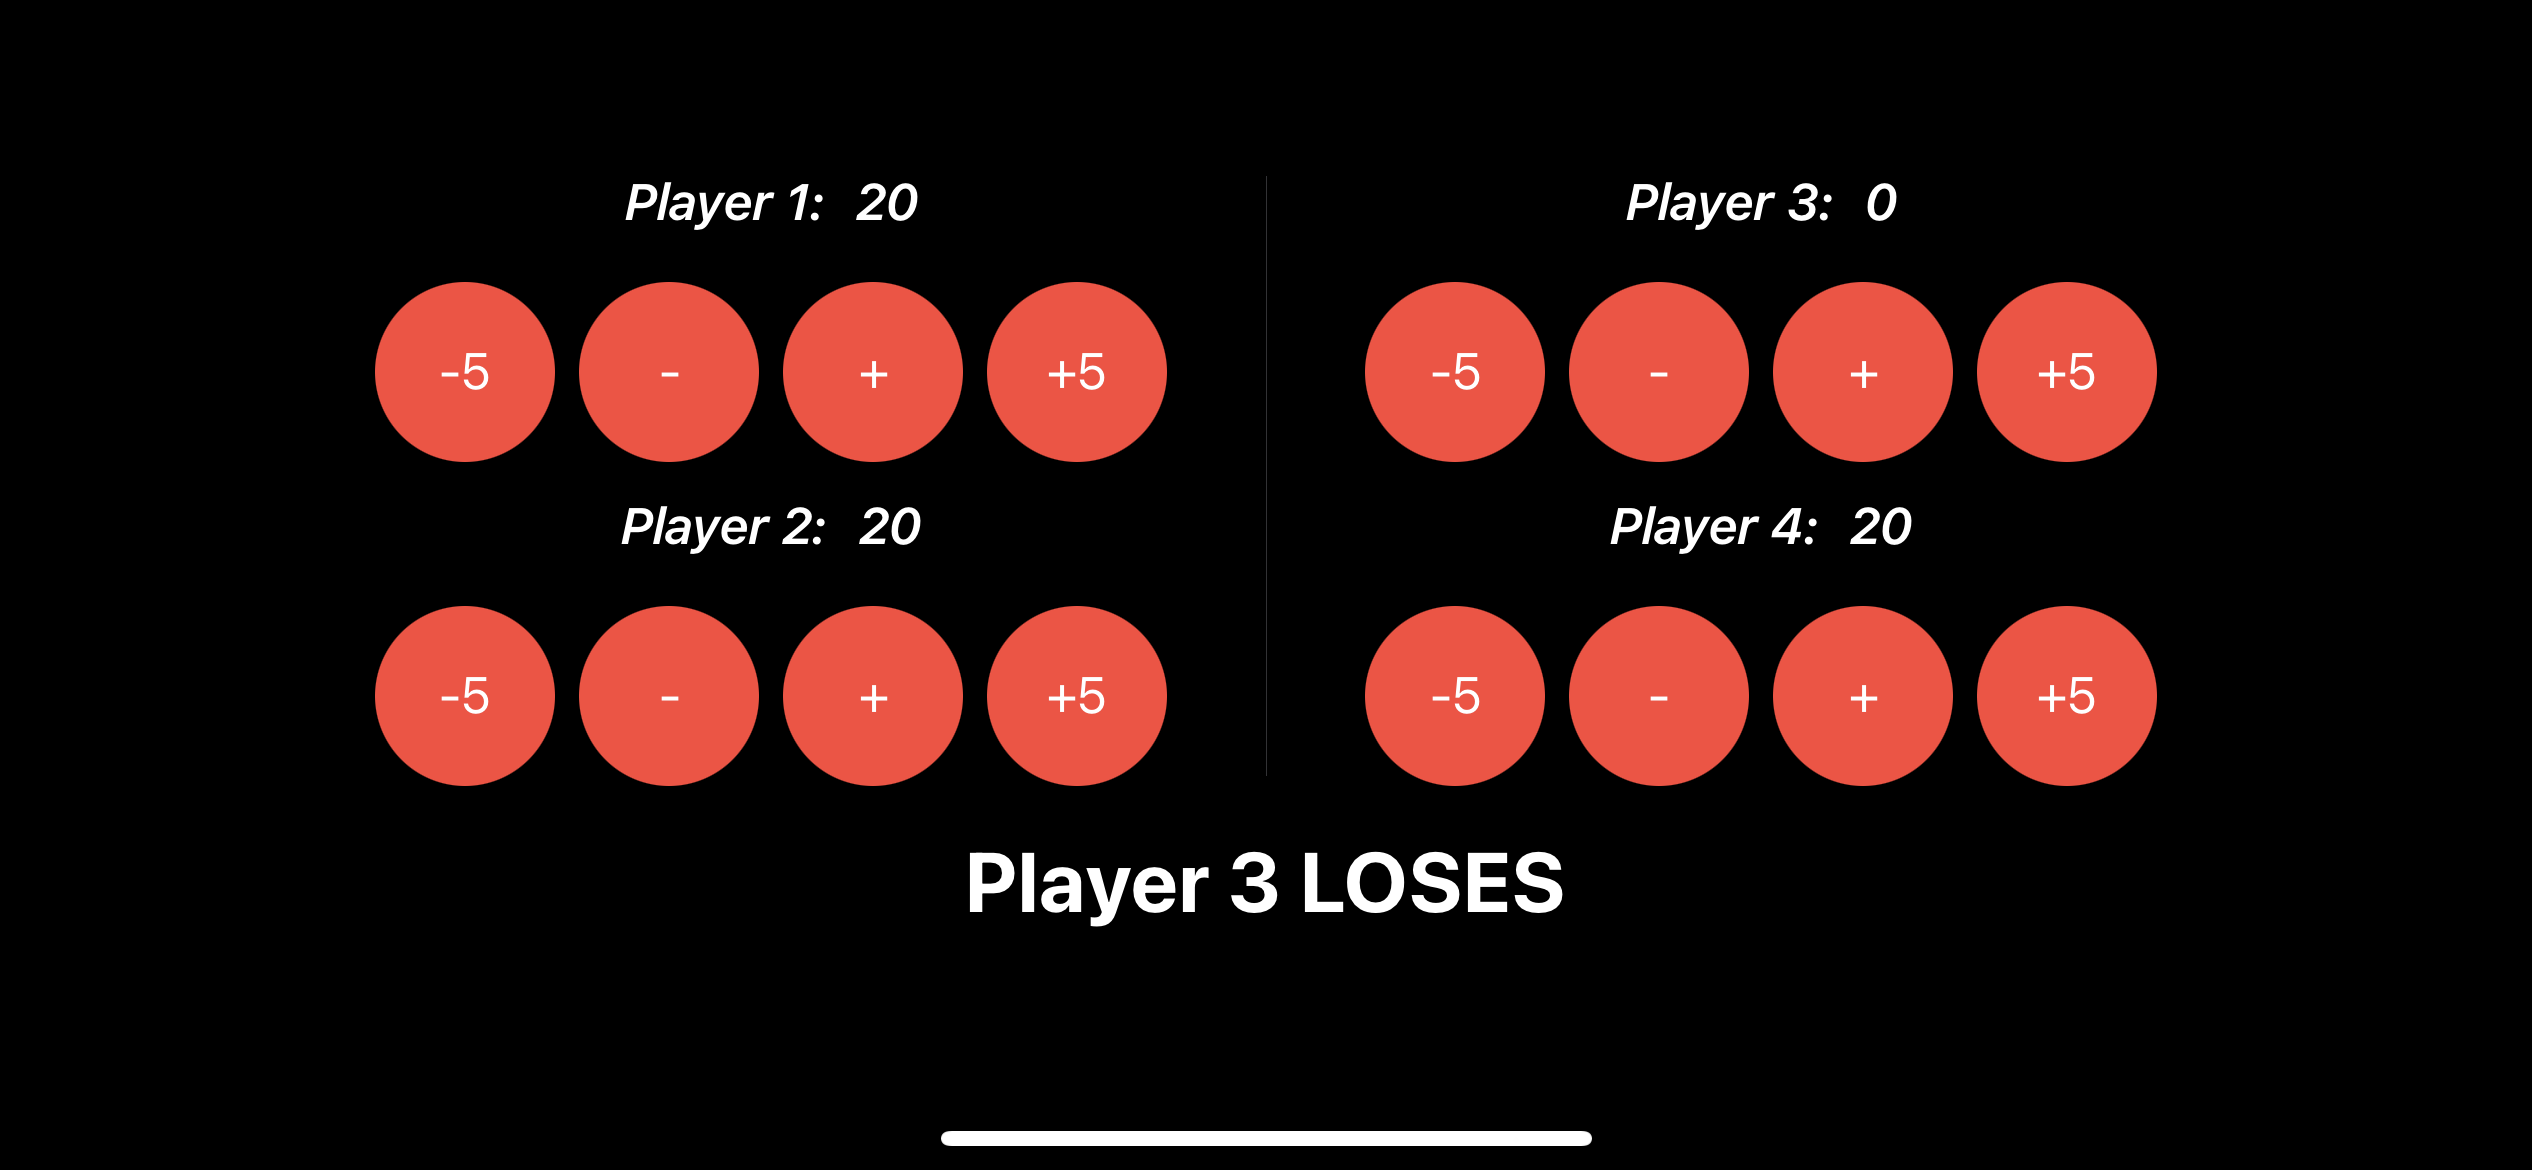 Player 1: 20
-5 - + +5
Player 2: 20
-5 - + +5
Player 3: 0
-5 - + +5
Player 4: 20
-5 - + +5
Player 3 LOSES